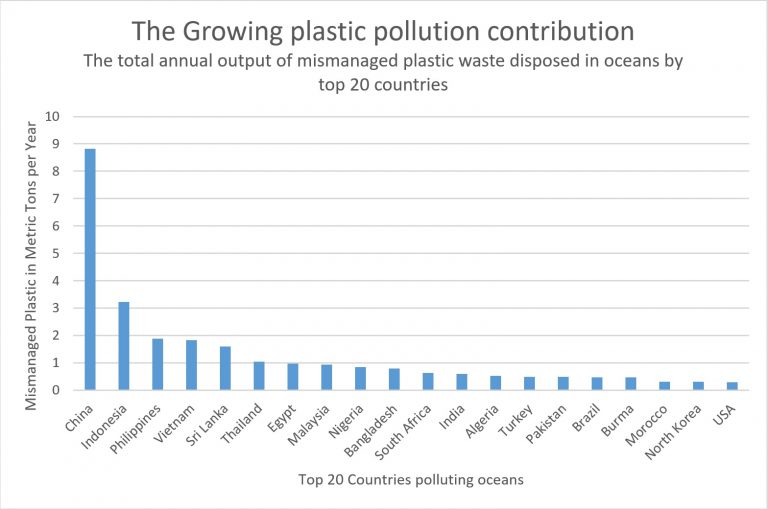 The Growing plastic pollution contribution
The total annual output of mismanaged plastic waste disposed in oceans by
top 20 countries
Mismanaged Plastic in Metric Tons per Year
10
9
8
7
6
5
4
3
2
1
0
China
Indonesia
Philippines
Vietnam
Sri Lanka
Thailand
Egypt
Malaysia
Nigeria
Bangladesh
South Africa
India
Algeria
Turkey
Pakistan
Brazil
Burma
Morocco
North Korea
USA
Top 20 Countries polluting oceans